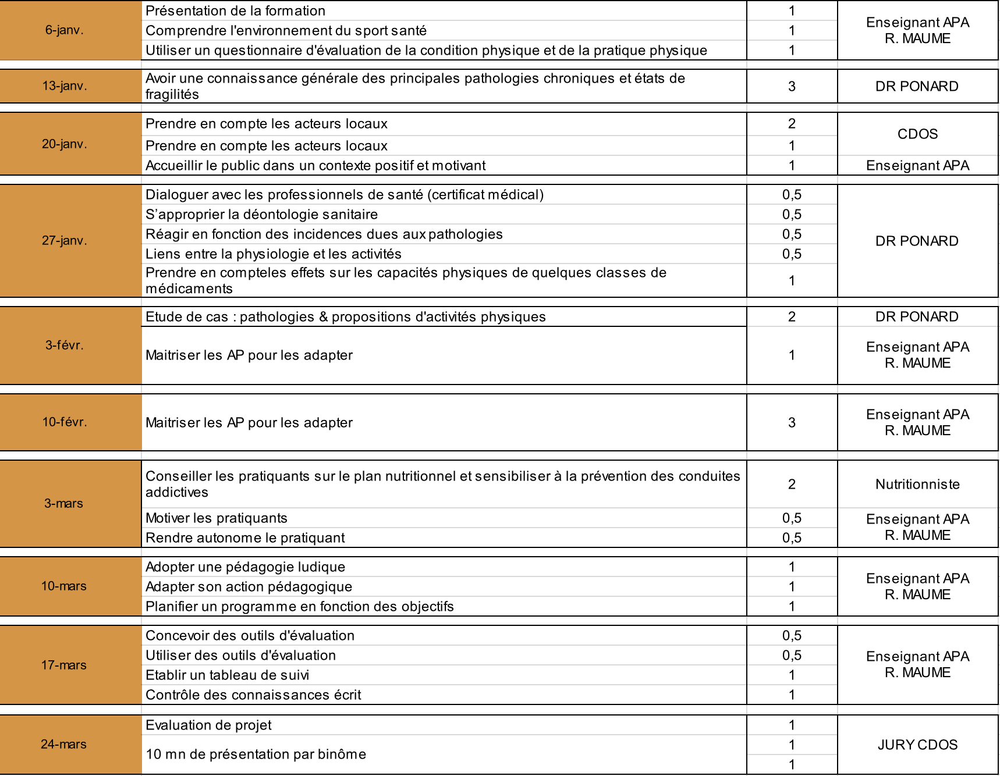 6-janv.
Présentation de la formation 1
Comprendre l'environnement du sport santé 1
Utiliser un questionnaire d'évaluation de la condition physique et de la pratique physique 1
Enseignant APA
R. MAUME
13-janv.
Avoir une connaissance générale des principales pathologies chroniques et états de
fragilités
3
DR PONARD
20-janv.
Prendre en compte les acteurs locaux 2
Prendre en compte les acteurs locaux 1
CDOS
Accueillir le public dans un contexte positif et motivant 1 Enseignant APA
27-janv.
Dialoguer avec les professionnels de santé (certificat médical) 0,5
S’approprier la déontologie sanitaire 0,5
Réagir en fonction des incidences dues aux pathologies 0,5
Liens entre la physiologie et les activités 0,5
Prendre en compteles effets sur les capacités physiques de quelques classes de
médicaments
1
DR PONARD
3-févr.
Etude de cas : pathologies & propositions d'activités physiques 2 DR PONARD
Maitriser les AP pour les adapter 1
Enseignant APA
R. MAUME
10-févr.
Maitriser les AP pour les adapter 3
Enseignant APA
R. MAUME
3-mars
Conseiller les pratiquants sur le plan nutritionnel et sensibiliser à la prévention des conduites
addictives
2
Nutritionniste
Motiver les pratiquants 0,5
Rendre autonome le pratiquant 0,5
Enseignant APA
R. MAUME
10-mars
Adopter une pédagogie ludique 1
Adapter son action pédagogique 1
Planifier un programme en fonction des objectifs 1
Enseignant APA
R. MAUME
17-mars
Concevoir des outils d'évaluation 0,5
Utiliser des outils d'évaluation 0,5
Etablir un tableau de suivi 1
Contrôle des connaissances écrit 1
Enseignant APA
R. MAUME
24-mars
Evaluation de projet 1
10 mn de présentation par binôme
1
1
JURY CDOS